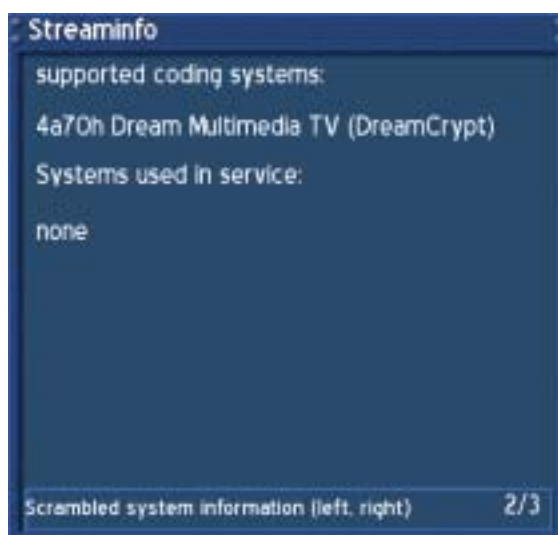 Streaminfo
supported coding systems:
4a70h Dream Multimedia TV (DreamCrypt)
Systems used in service:
none
Scrambled system information (left, right) 2/3